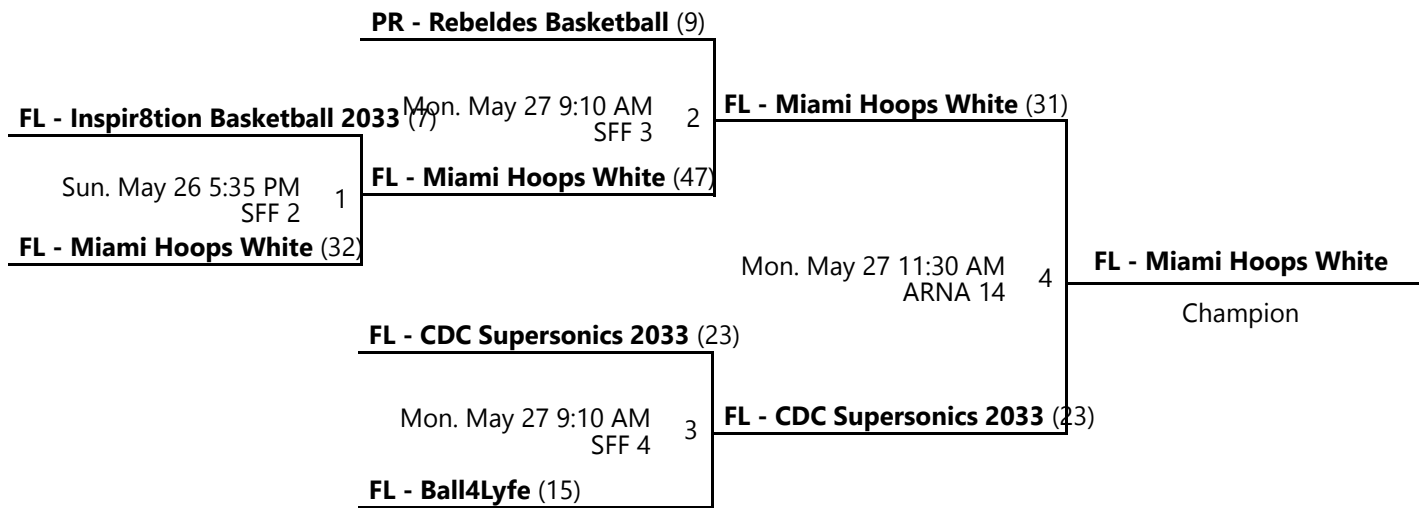 PR - Rebeldes Basketball (9)
Mon. May 27 9:10 AM
SFF 3
2
FL - Miami Hoops White (31)
FL - Inspir8tion Basketball 2033 (7)
Sun. May 26 5:35 PM
SFF 2
1
FL - Miami Hoops White (47)
FL - Miami Hoops White (32)
Mon. May 27 11:30 AM
ARNA 14
4
FL - Miami Hoops White
Champion
FL - CDC Supersonics 2033 (23)
Mon. May 27 9:10 AM
SFF 4
3
FL - CDC Supersonics 2033 (23)
FL - Ball4Lyfe (15)